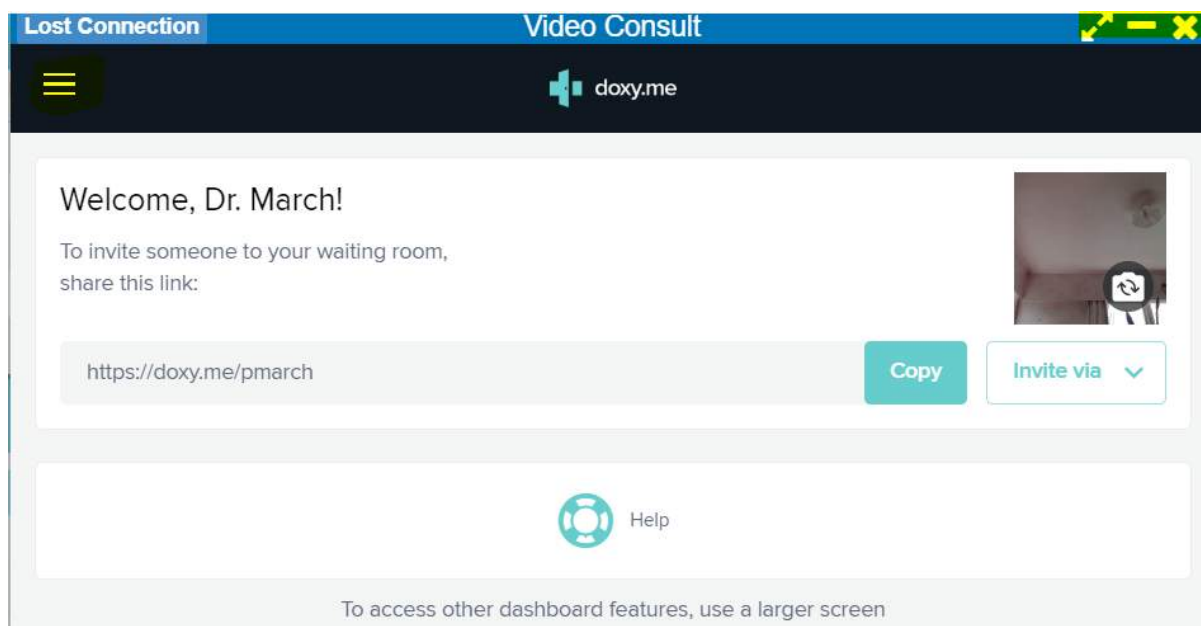 Lost Connection
Video Consult
doxy.me
Welcome, Dr. March!
To invite someone to your waiting room,
share this link:
https://doxy.me/pmarch
Copy
Invite via
Help
To access other dashboard features, use a larger screen